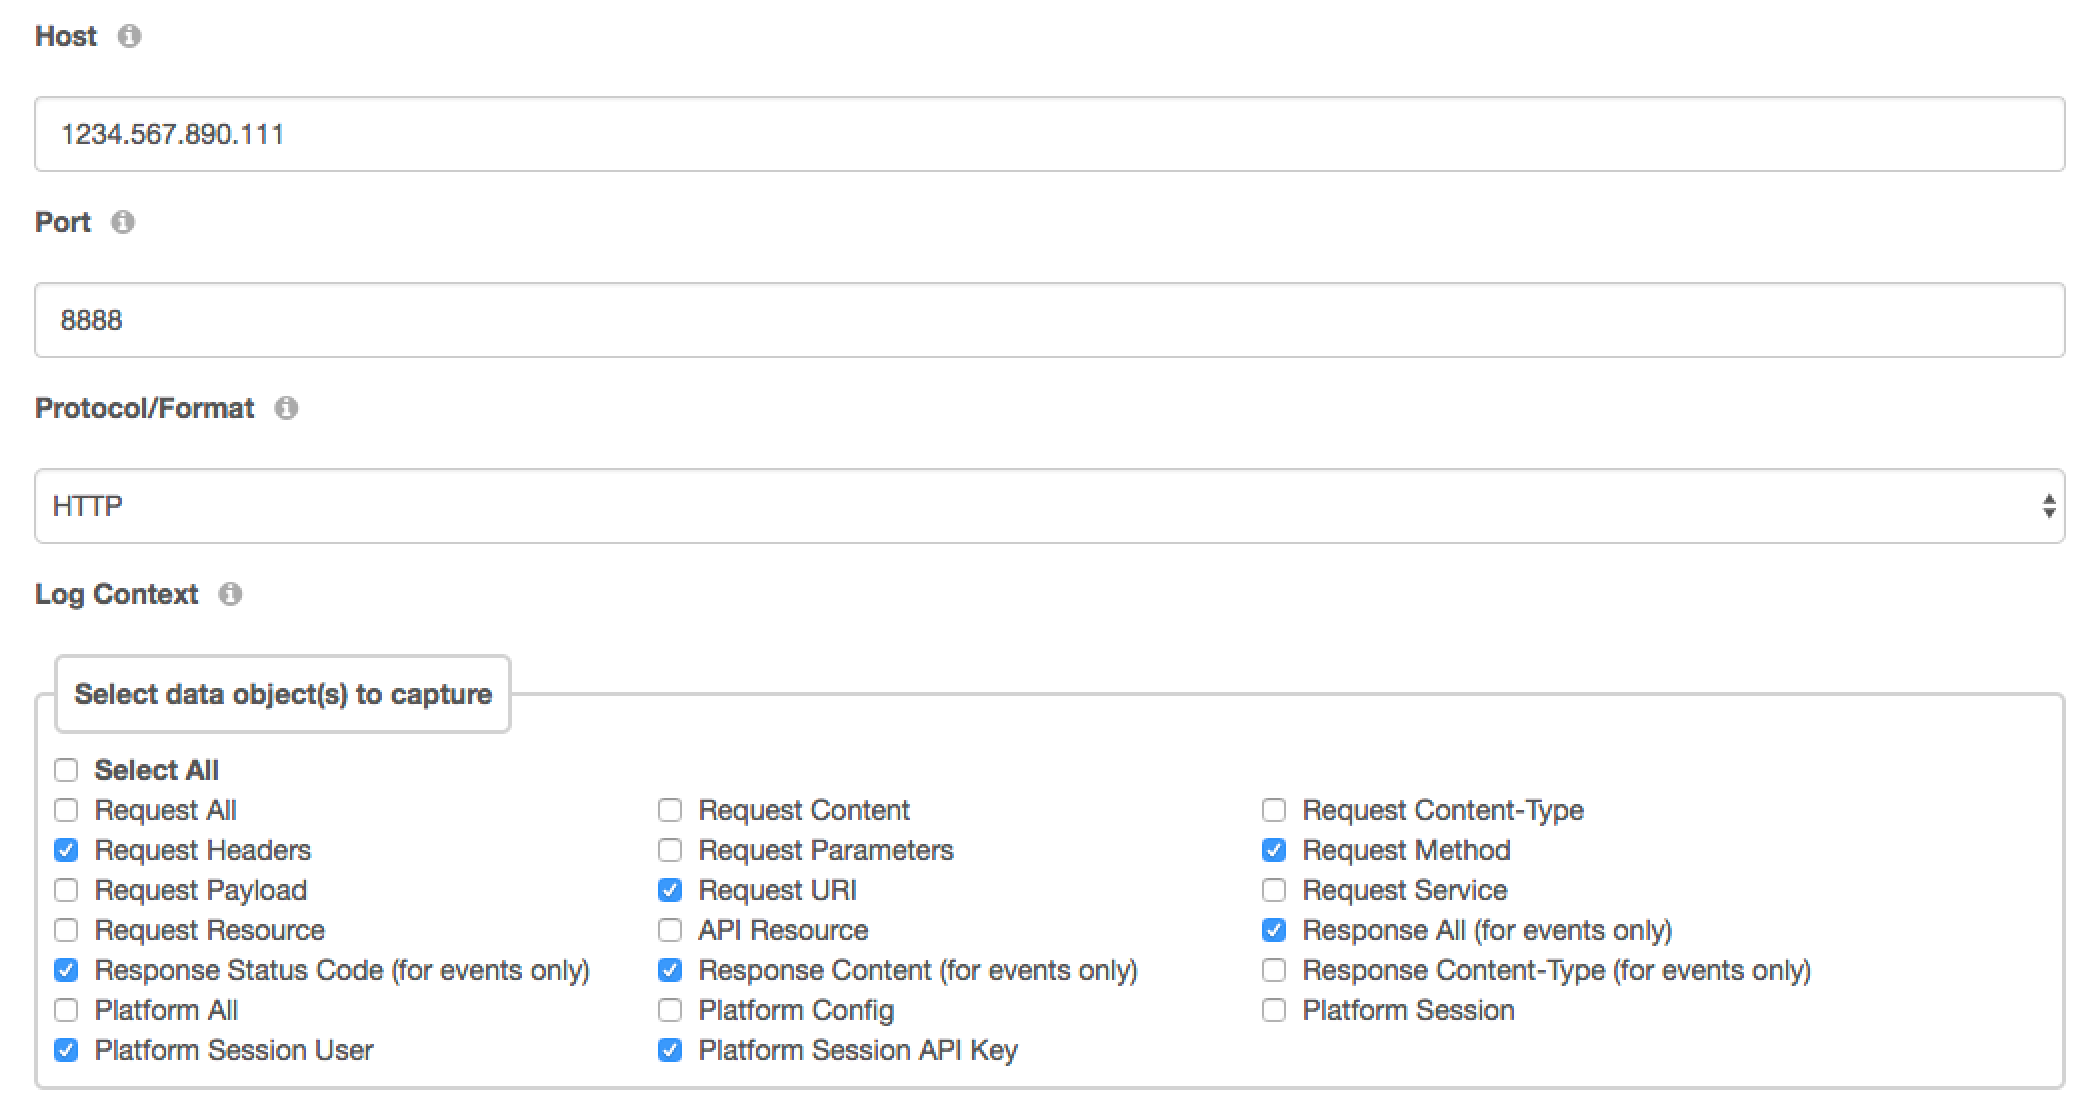 Host
1234.567.890.111
Port
8888
Protocol/Format
HTTP
Log Context
Select data object(s) to capture
Select All
Request All Request Content Request Content-Type
Request Headers Request Parameters Request Method
Request Payload Request URI Request Service
Request Resource API Resource Response All (for events only)
Response Status Code (for events only) Response Content (for events only) Response Content-Type (for events only)
Platform All Platform Config Platform Session
Platform Session User Platform Session API Key